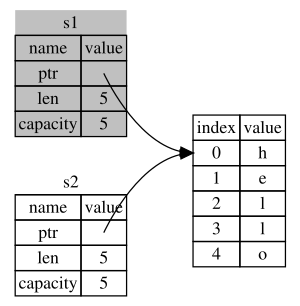 s1
name value
ptr
len 5
capacity 5
s2
name value
ptr
len 5
capacity 5
index value
0 h
1 e
2 l
3 l
4 o